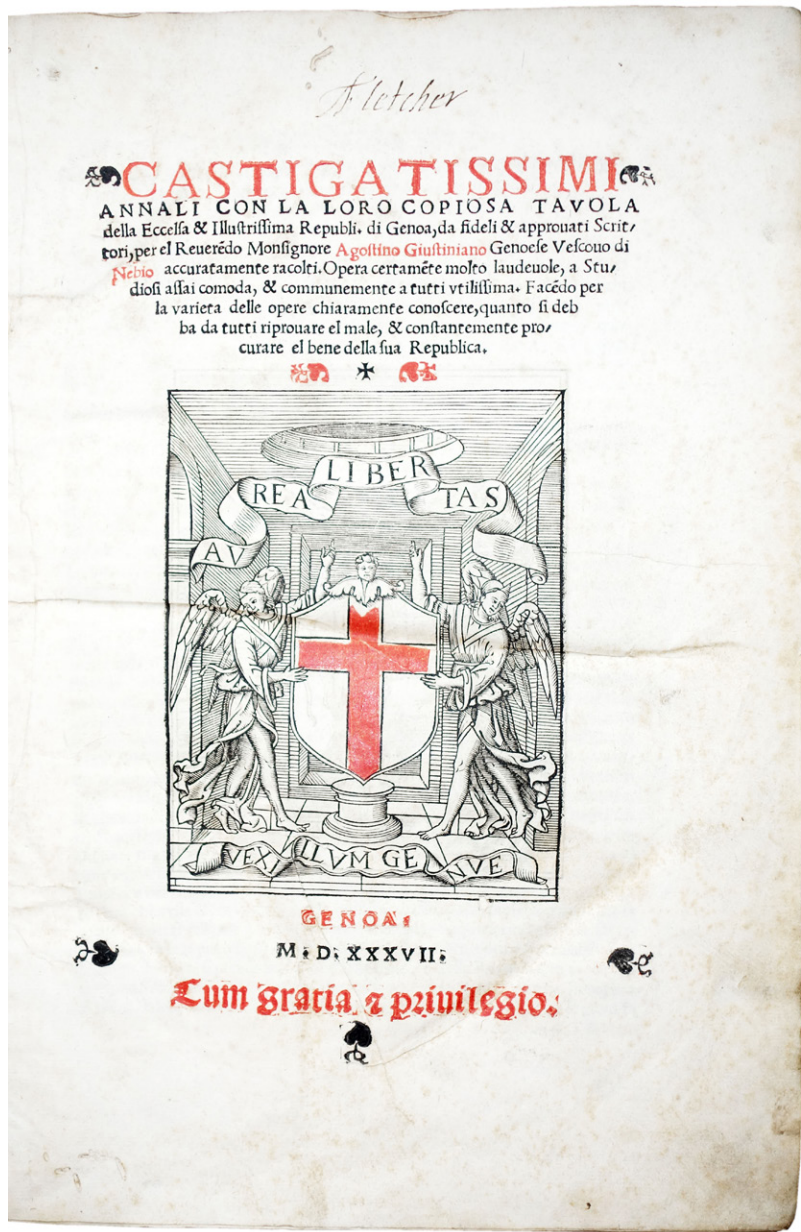 Fletcher
CASTIGATISSIMI
ANNALI CON LA LORO COPIOSA TAVOLA
della Eccelſa & Illuſtriſſima Republi. di Genoa, da fideli & approuati Scrit/
tori, per el Reuerēdo Monſignore Agoſtino Giuſtiniano Genoeſe Veſcouo di
Nebio accuratamente racolti. Opera certamēte molto laudeuole, a Stu/
dioſi aſſai comoda, & communemente a tutti vtiliſſima. Facēdo per
la varieta delle opere chiaramente conoſcere, quanto ſi deb
ba da tutti riprouare el male, & conſtantemente pro/
curare el bene della ſua Republica.
AV REA LIBER TAS
VEXI LLVM GE NVE
GENOA:
M. D. XXXVII:
Cum gratia ⁊ priuilegio.